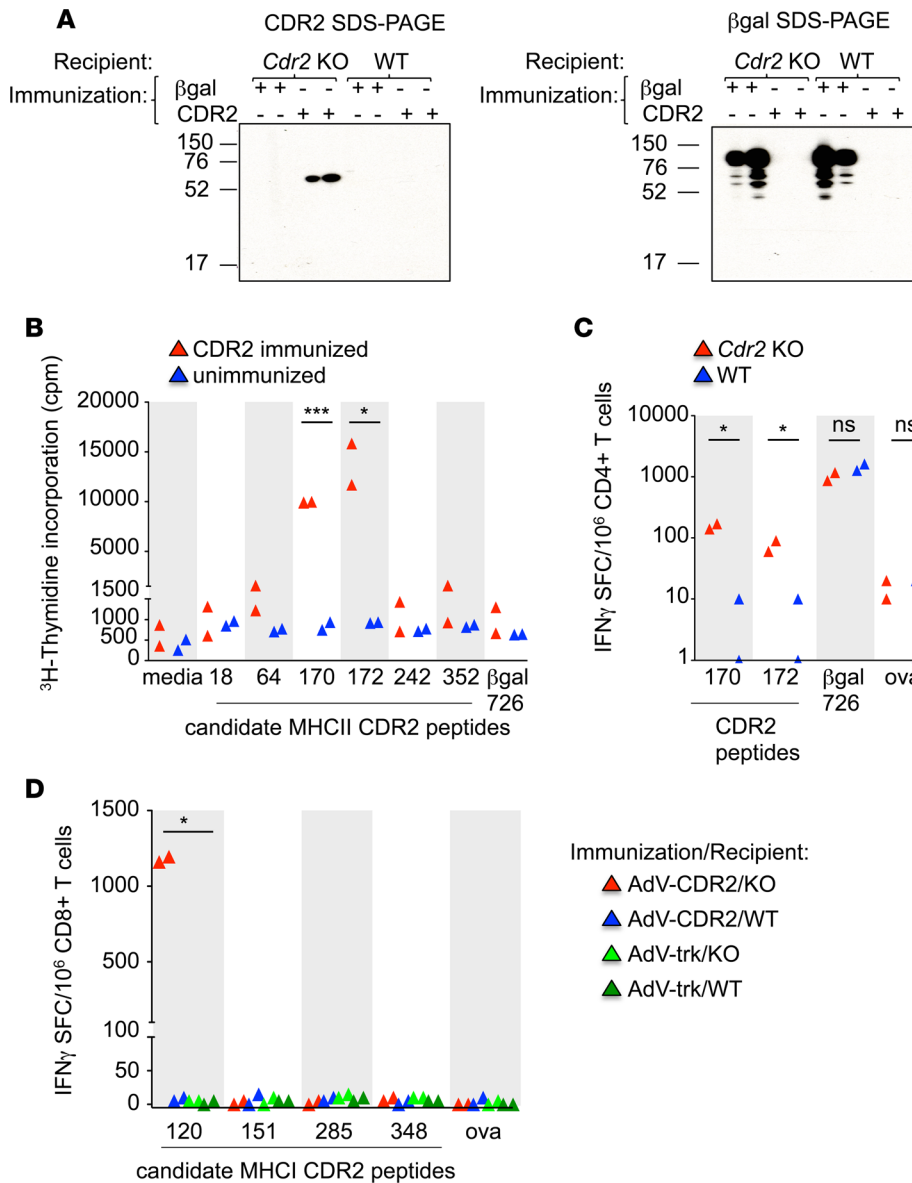 A
CDR2 SDS-PAGE
Recipient: Cdr2 KO WT
Immunization: βgal + + - - + + - -
CDR2 - - + + - - + +
150
76
52
17
βgal SDS-PAGE
Recipient: Cdr2 KO WT
Immunization: βgal + + - - + + - -
CDR2 - - + + - - + +
150
76
52
17
B
CDR2 immunized
unimmunized
³H-Thymidine incorporation (cpm)
20000
15000
10000
5000
1500
1000
500
0
*** *
media 18 64 170 172 242 352 βgal
726
candidate MHCII CDR2 peptides
C
Cdr2 KO
WT
IFNγ SFC/10⁶ CD4+ T cells
10000
1000
100
10
1
* * ns ns
170 172 βgal ova
726
CDR2
peptides
D
IFNγ SFC/10⁶ CD8+ T cells
1500
1000
500
100
50
0
*
120 151 285 348 ova
candidate MHCI CDR2 peptides
Immunization/Recipient:
AdV-CDR2/KO
AdV-CDR2/WT
AdV-trk/KO
AdV-trk/WT